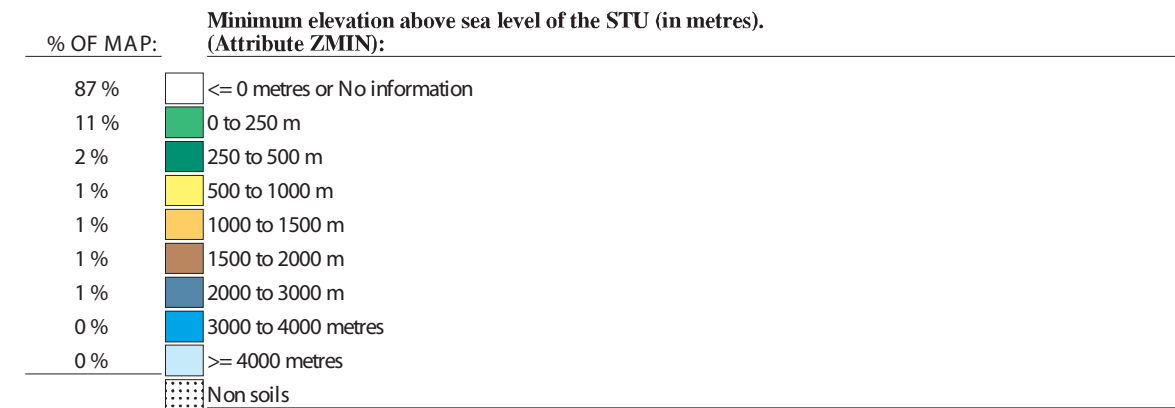 Minimum elevation above sea level of the STU (in metres).
% OF MAP: (Attribute ZMIN):
87 % <= 0 metres or No information
11 % 0 to 250 m
2 % 250 to 500 m
1 % 500 to 1000 m
1 % 1000 to 1500 m
1 % 1500 to 2000 m
1 % 2000 to 3000 m
0 % 3000 to 4000 metres
0 % >= 4000 metres
Non soils